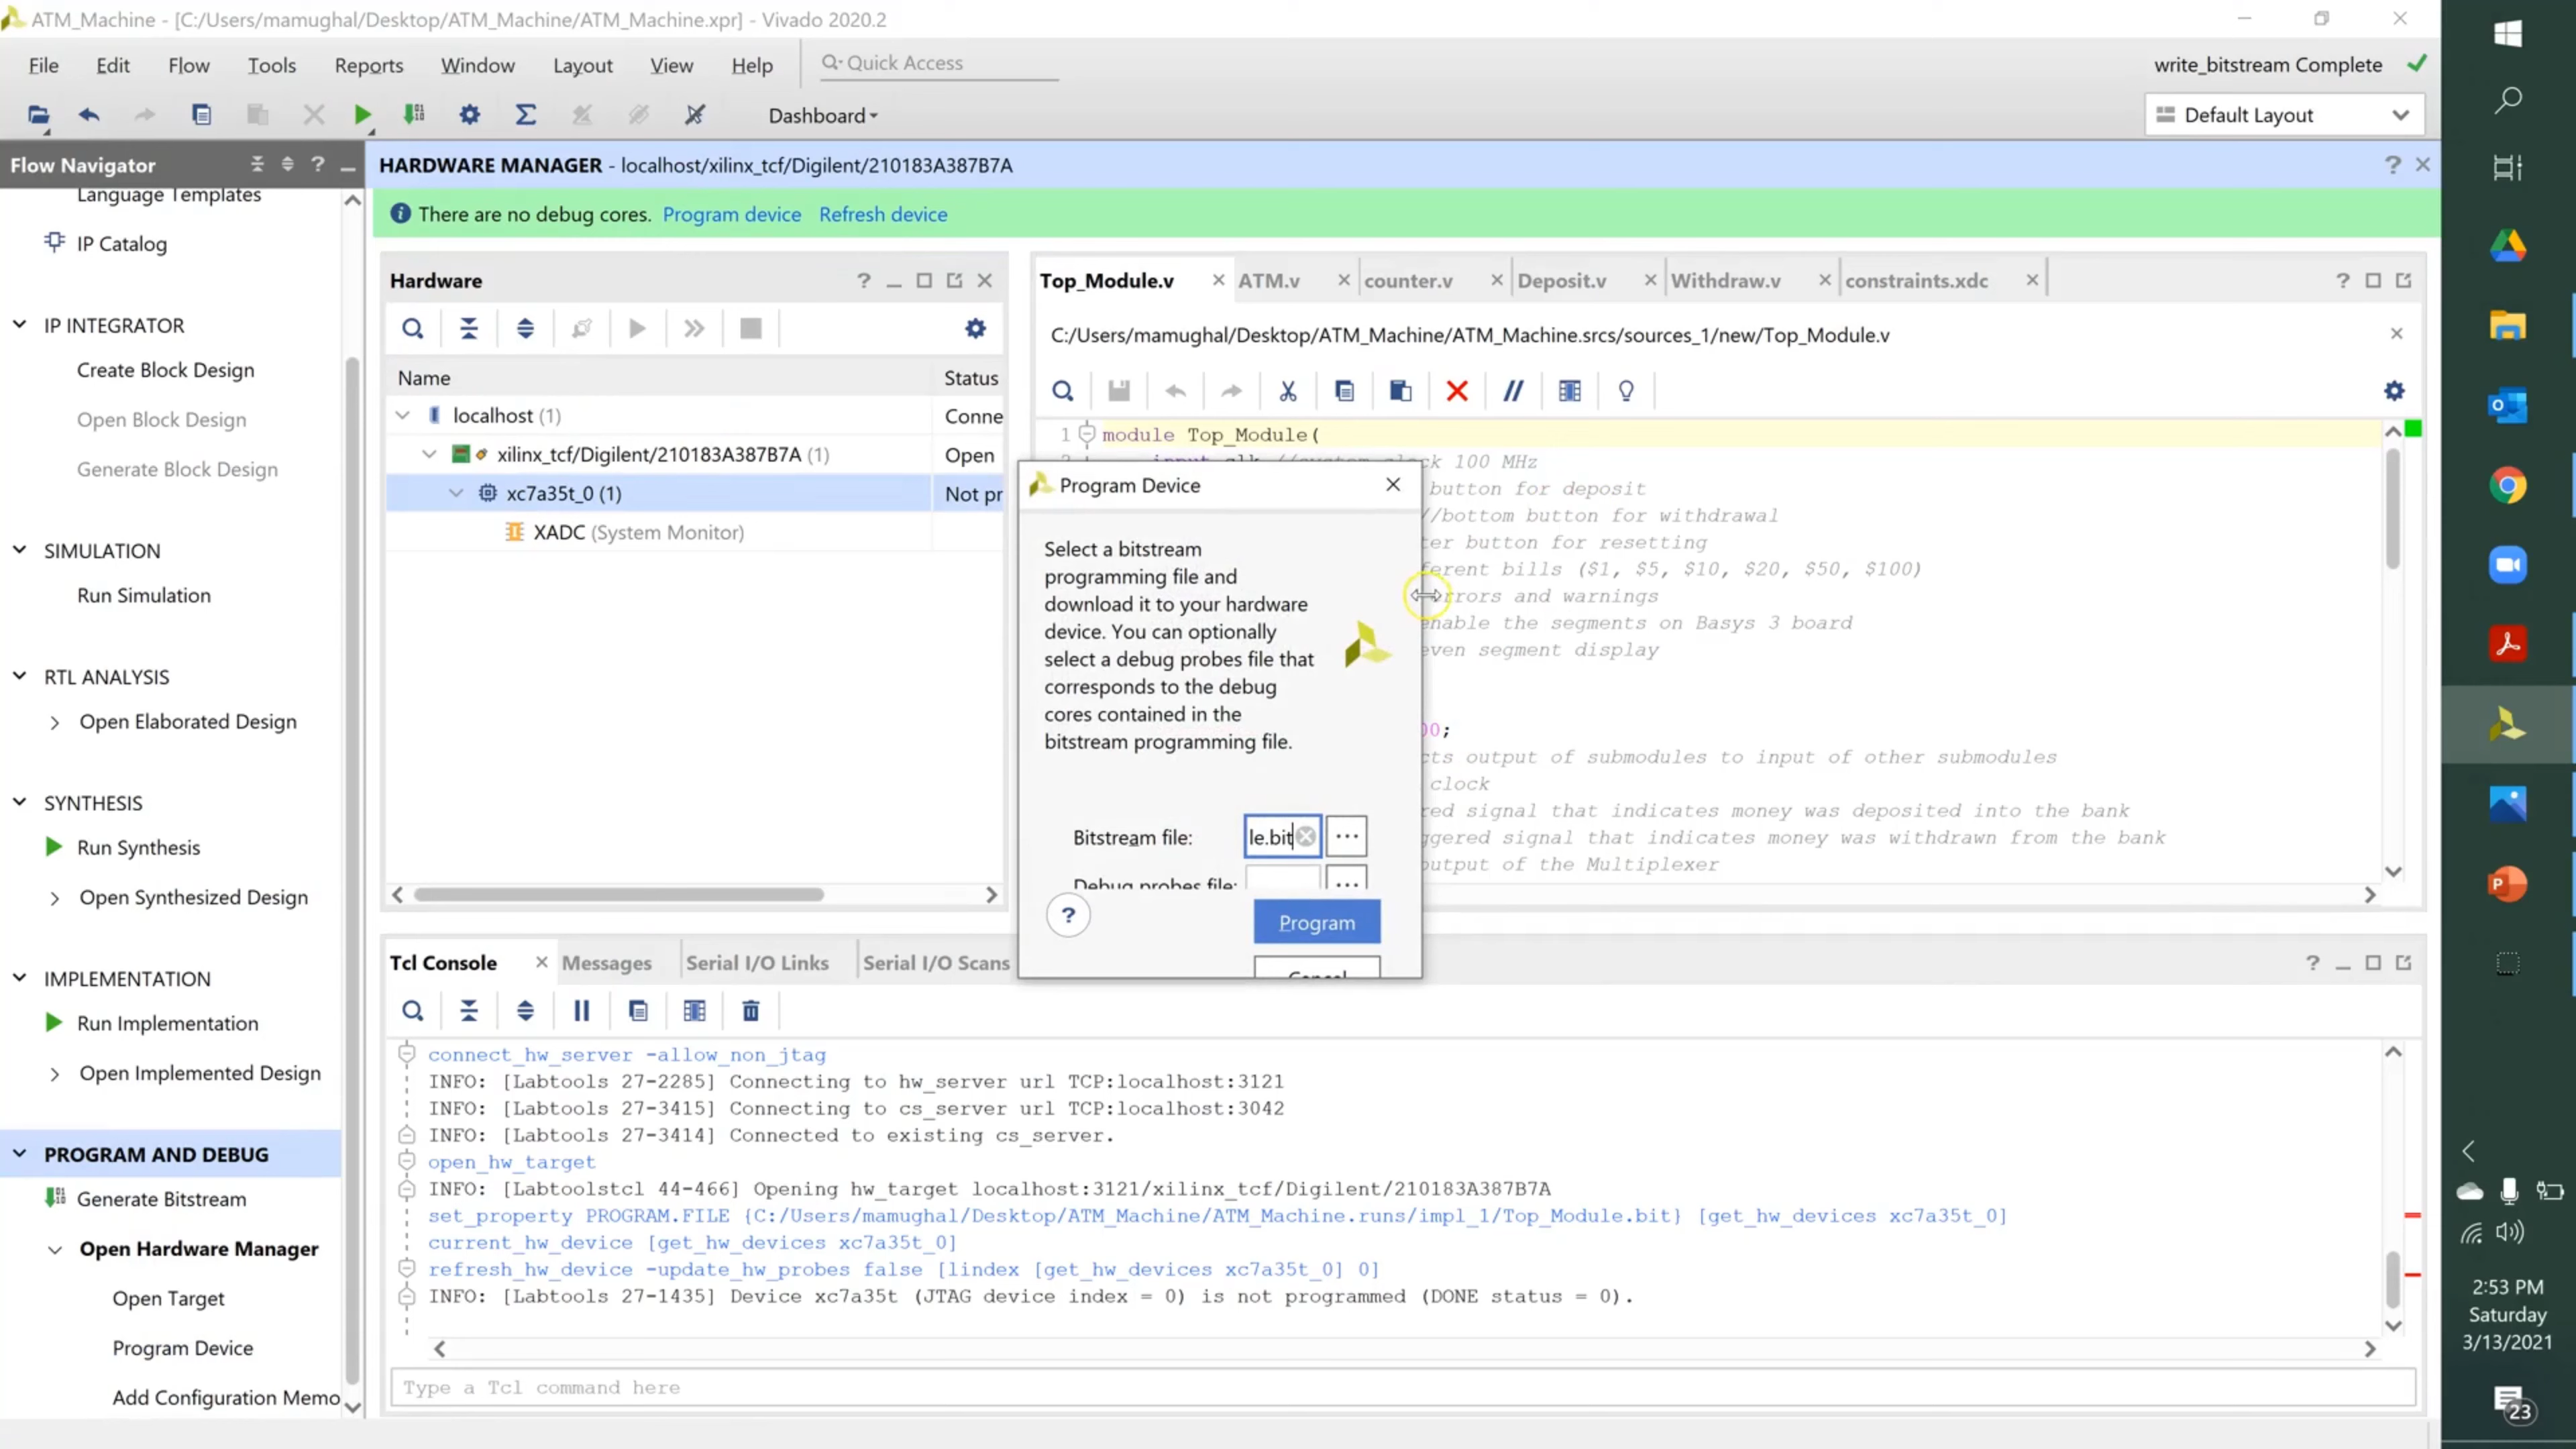 ATM_Machine - [C:/Users/mamughal/Desktop/ATM_Machine/ATM_Machine.xpr] - Vivado 2020.2
File Edit Flow Tools Reports Window Layout View Help Quick Access
write_bitstream Complete
Dashboard
Default Layout
Flow Navigator
HARDWARE MANAGER - localhost/xilinx_tcf/Digilent/210183A387B7A
There are no debug cores. Program device Refresh device
Language Templates
IP Catalog
IP INTEGRATOR
Create Block Design
Open Block Design
Generate Block Design
SIMULATION
Run Simulation
RTL ANALYSIS
Open Elaborated Design
SYNTHESIS
Run Synthesis
Open Synthesized Design
IMPLEMENTATION
Run Implementation
Open Implemented Design
PROGRAM AND DEBUG
Generate Bitstream
Open Hardware Manager
Open Target
Program Device
Add Configuration Memo
Hardware
Name Status
localhost (1) Conne
xilinx_tcf/Digilent/210183A387B7A (1) Open
xc7a35t_0 (1) Not pr
XADC (System Monitor)
Top_Module.v ATM.v counter.v Deposit.v Withdraw.v constraints.xdc
C:/Users/mamughal/Desktop/ATM_Machine/ATM_Machine.srcs/sources_1/new/Top_Module.v
1 module Top_Module(
ck 100 MHz
button for deposit
//bottom button for withdrawal
ter button for resetting
ferent bills ($1, $5, $10, $20, $50, $100)
rrors and warnings
enable the segments on Basys 3 board
even segment display
00;
cts output of submodules to input of other submodules
clock
red signal that indicates money was deposited into the bank
ggered signal that indicates money was withdrawn from the bank
output of the Multiplexer
Program Device
Select a bitstream
programming file and
download it to your hardware
device. You can optionally
select a debug probes file that
corresponds to the debug
cores contained in the
bitstream programming file.
Bitstream file: le.bit
Debug probes file:
Program
Cancel
Tcl Console Messages Serial I/O Links Serial I/O Scans
connect_hw_server -allow_non_jtag
INFO: [Labtools 27-2285] Connecting to hw_server url TCP:localhost:3121
INFO: [Labtools 27-3415] Connecting to cs_server url TCP:localhost:3042
INFO: [Labtools 27-3414] Connected to existing cs_server.
open_hw_target
INFO: [Labtoolstcl 44-466] Opening hw_target localhost:3121/xilinx_tcf/Digilent/210183A387B7A
set_property PROGRAM.FILE {C:/Users/mamughal/Desktop/ATM_Machine/ATM_Machine.runs/impl_1/Top_Module.bit} [get_hw_devices xc7a35t_0]
current_hw_device [get_hw_devices xc7a35t_0]
refresh_hw_device -update_hw_probes false [lindex [get_hw_devices xc7a35t_0] 0]
INFO: [Labtools 27-1435] Device xc7a35t (JTAG device index = 0) is not programmed (DONE status = 0).
Type a Tcl command here
2:53 PM
Saturday
3/13/2021
23